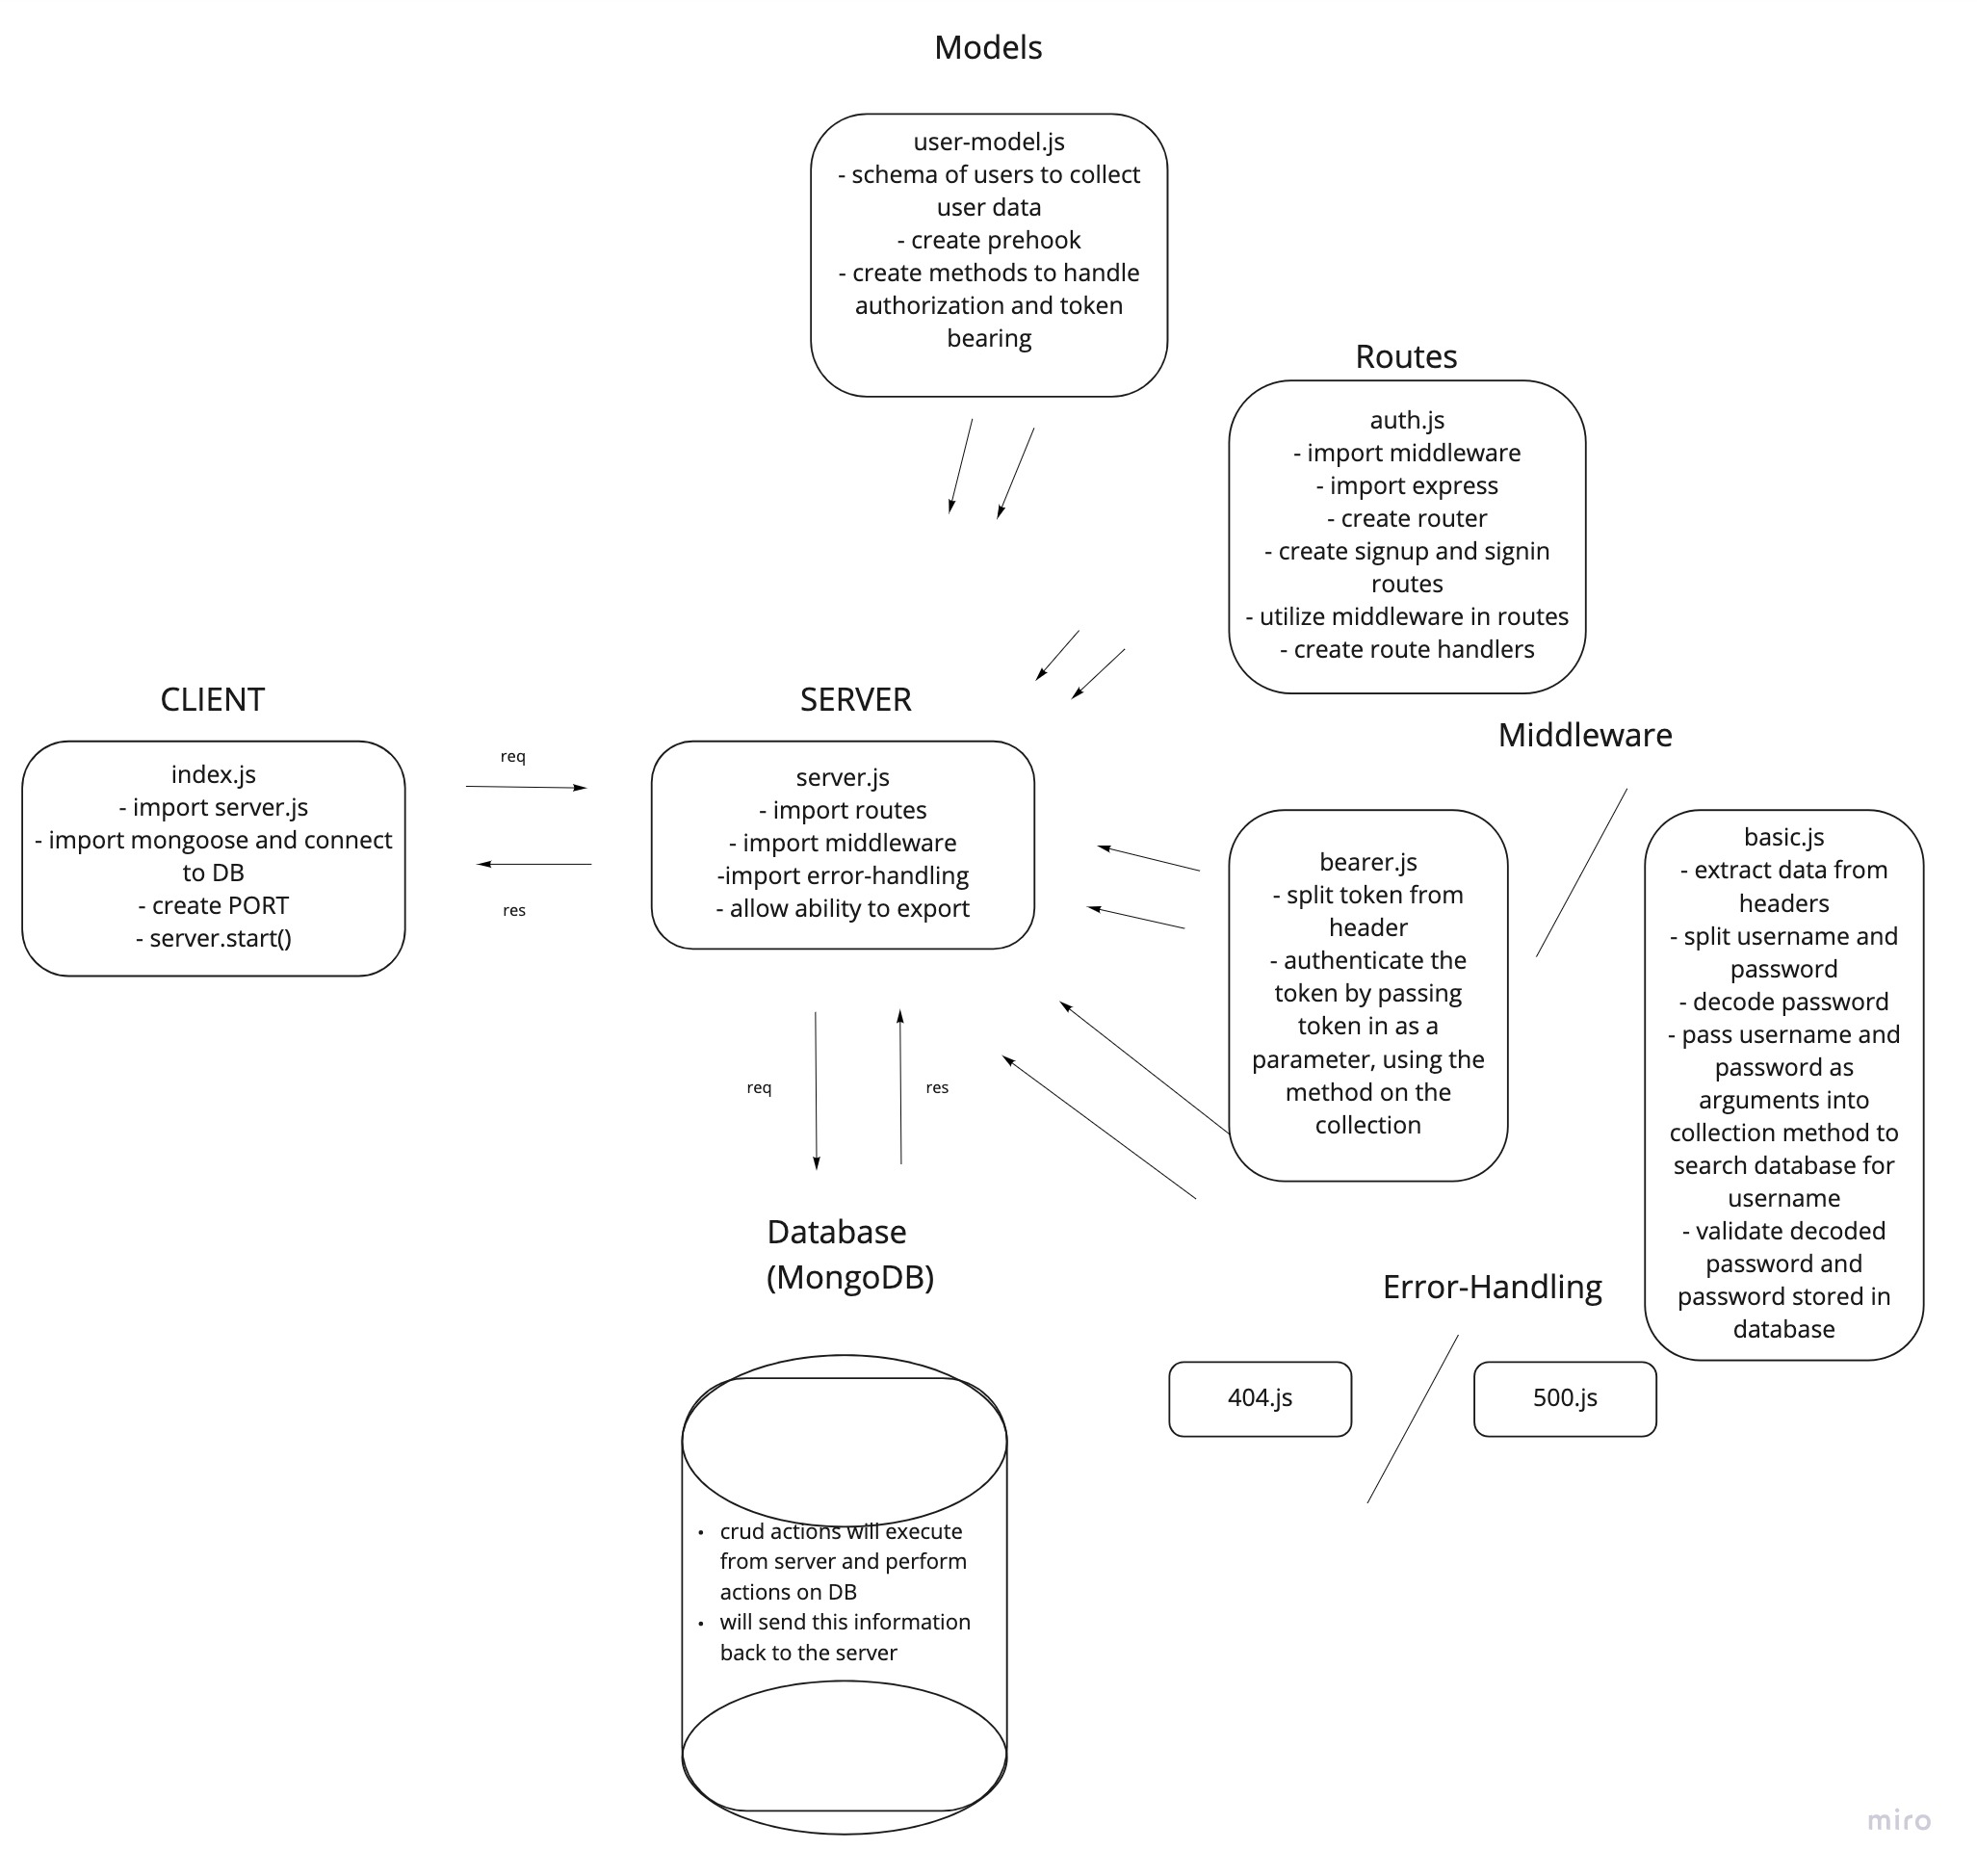 Models
user-model.js
- schema of users to collect
user data
- create prehook
- create methods to handle
authorization and token
bearing
Routes
auth.js
- import middleware
- import express
- create router
- create signup and signin
routes
- utilize middleware in routes
- create route handlers
CLIENT
index.js
- import server.js
- import mongoose and connect
to DB
- create PORT
- server.start()
req
res
SERVER
server.js
- import routes
- import middleware
-import error-handling
- allow ability to export
req
res
Middleware
bearer.js
- split token from
header
- authenticate the
token by passing
token in as a
parameter, using the
method on the
collection
basic.js
- extract data from
headers
- split username and
password
- decode password
- pass username and
password as
arguments into
collection method to
search database for
username
- validate decoded
password and
password stored in
database
Database
(MongoDB)
• crud actions will execute
from server and perform
actions on DB
• will send this information
back to the server
Error-Handling
404.js
500.js
miro